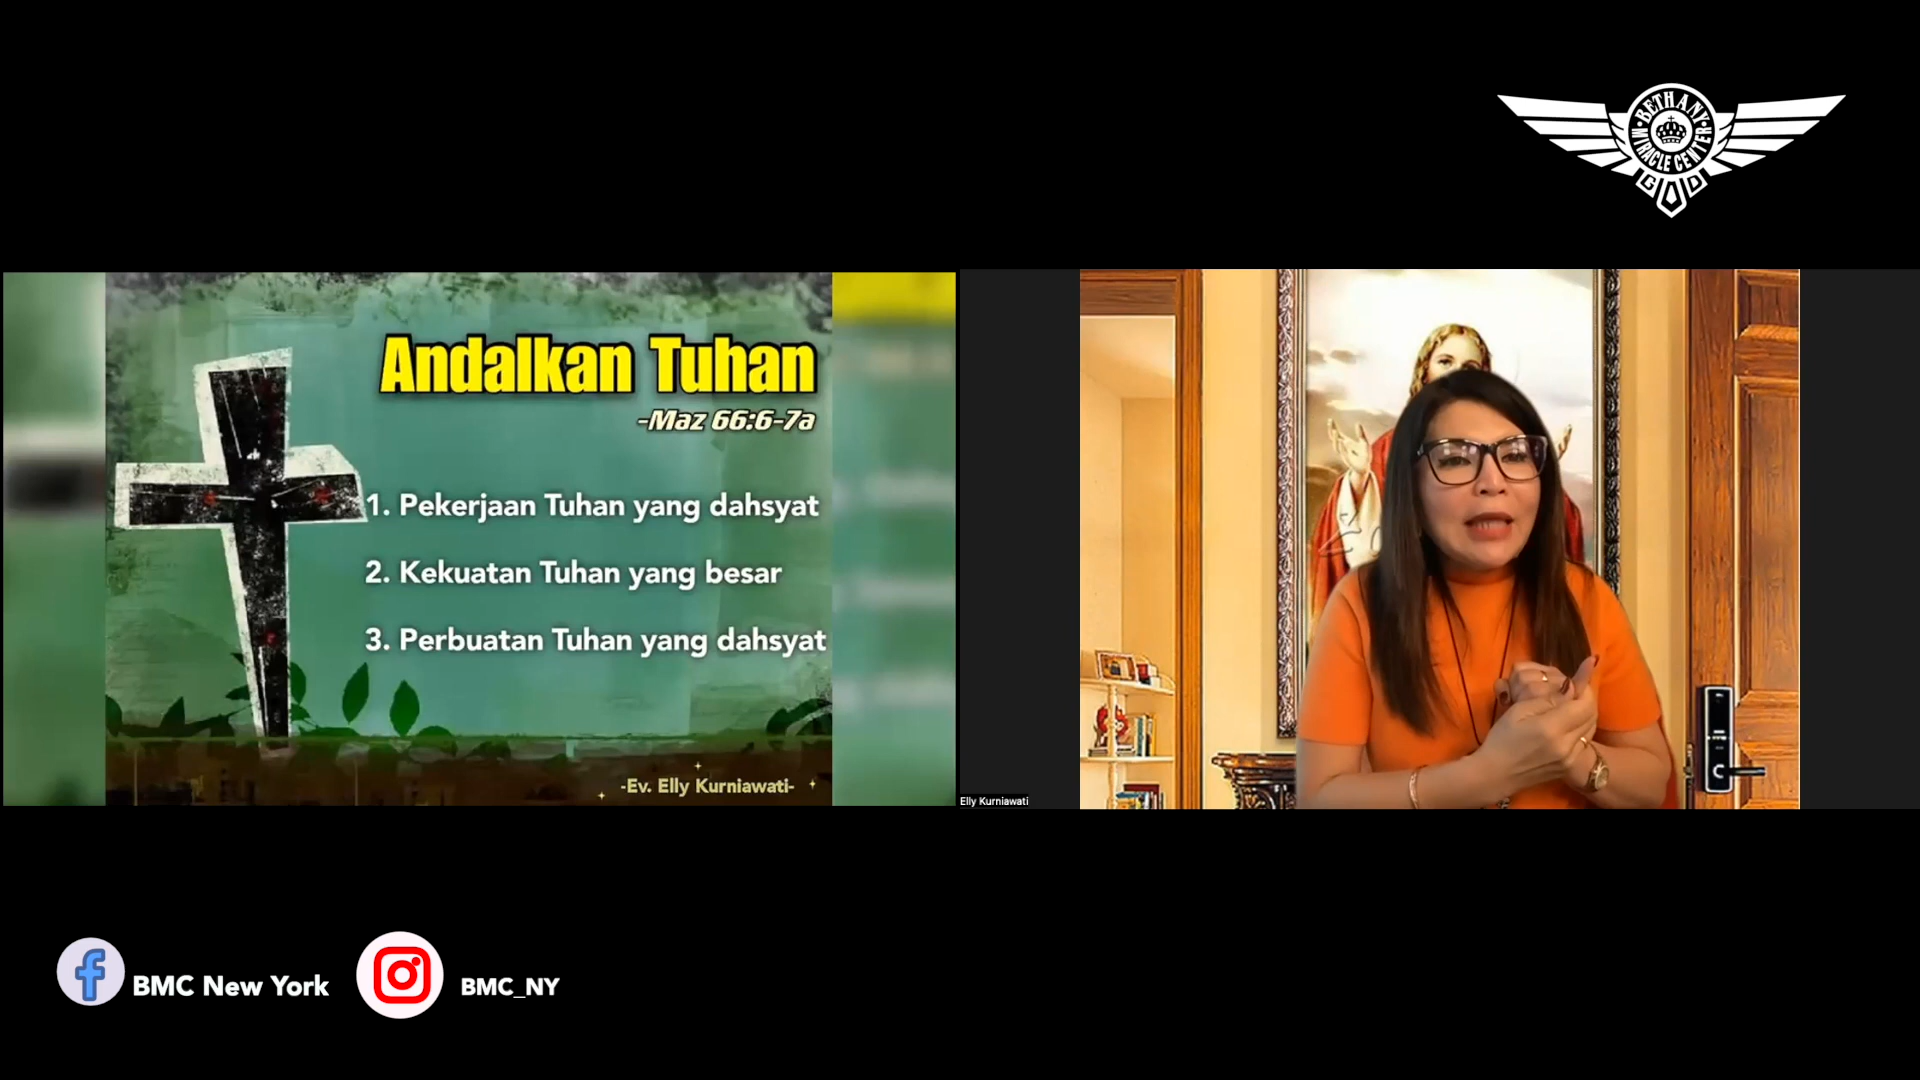 BETHANY
MIRACLE CENTER
GAD
Andalkan Tuhan
-Maz 66:6-7a
1. Pekerjaan Tuhan yang dahsyat
2. Kekuatan Tuhan yang besar
3. Perbuatan Tuhan yang dahsyat
-Ev. Elly Kurniawati-
Elly Kurniawati
BMC New York
BMC_NY